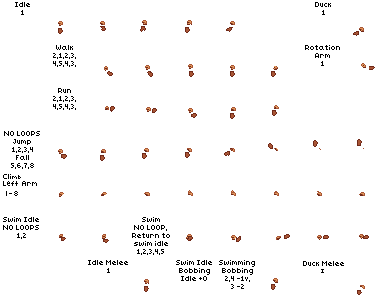 Idle
1
Duck
1
Walk
2,1,2,3,
4,5,4,3,
Rotation
Arm
1
Run
2,1,2,3,
4,5,4,3,
NO LOOPS
Jump
1,2,3,4
Fall
5,6,7,8
Climb
Left Arm
1-8
Swim Idle
NO LOOPS
1,2
Swim
NO LOOP,
Return to
swim idle
1,2,3,4,5
Idle Melee
1
Swim Idle
Bobbing
Idle +0
Swimming
Bobbing
2,4 -1v,
3 -2
Duck Melee
1